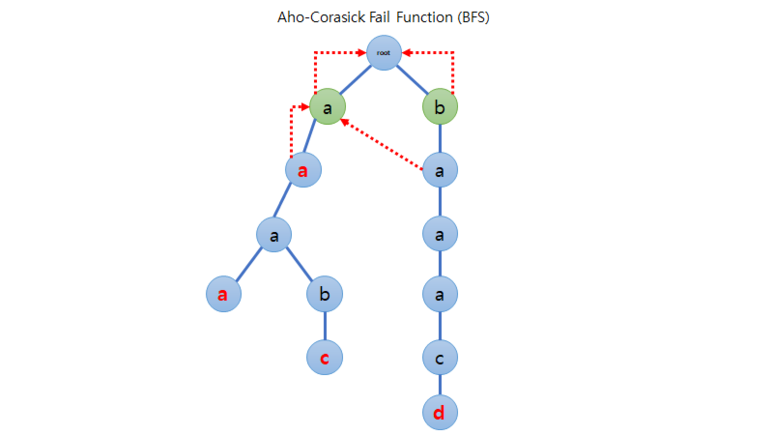 Aho-Corasick Fail Function (BFS)
root
a b
a a
a a
a b a
c c
d